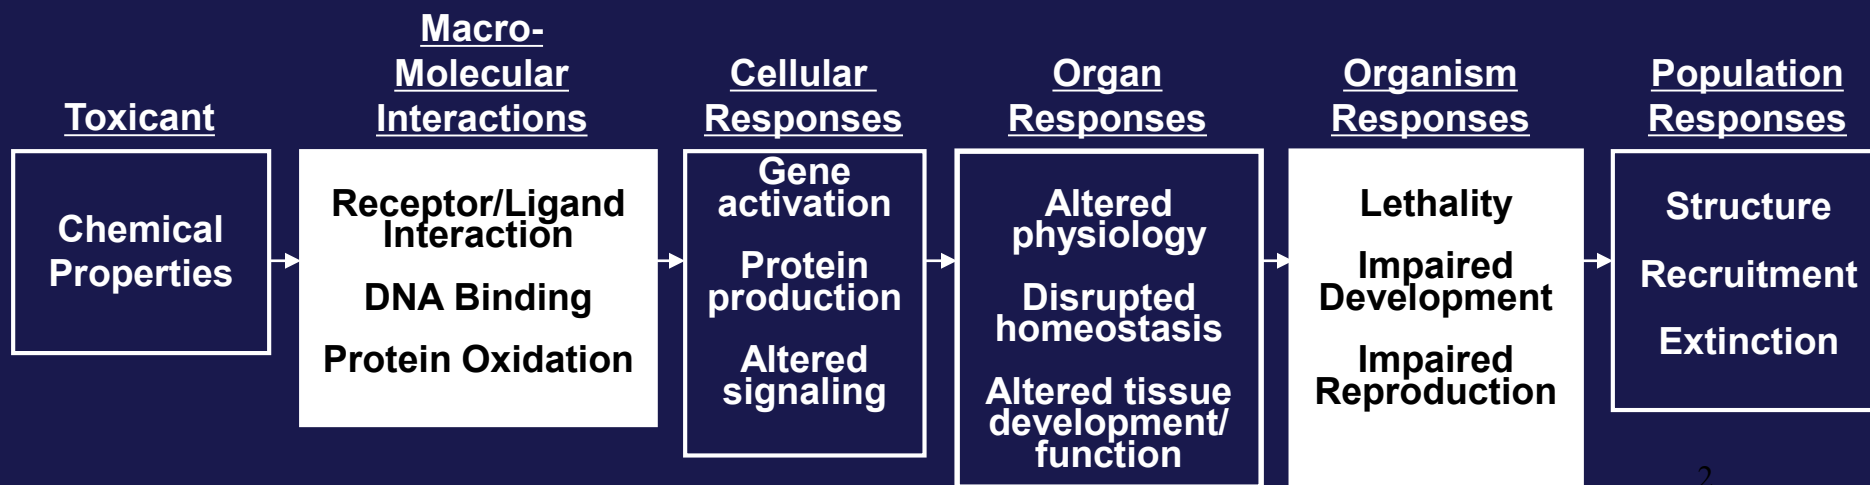 Toxicant
Chemical
Properties
Macro-
Molecular
Interactions
Receptor/Ligand
Interaction
DNA Binding
Protein Oxidation
Cellular
Responses
Gene
activation
Protein
production
Altered
signaling
Organ
Responses
Altered
physiology
Disrupted
homeostasis
Altered tissue
development/
function
Organism
Responses
Lethality
Impaired
Development
Impaired
Reproduction
Population
Responses
Structure
Recruitment
Extinction
2